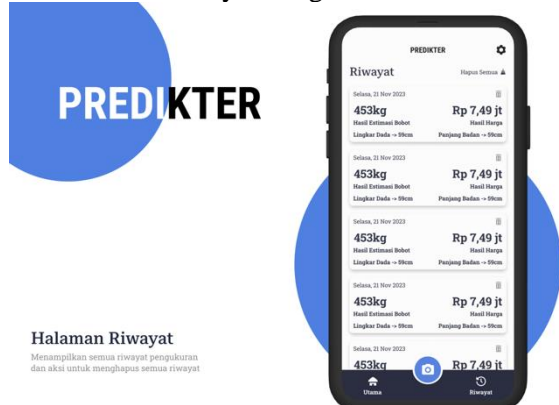 PREDIKTER
Halaman Riwayat
Menampilkan semua riwayat pengukuran
dan aksi untuk menghapus semua riwayat
PREDIKTER
Riwayat
Hapus Semua
Selasa, 21 Nov 2023
453kg Rp 7,49 jt
Hasil Estimasi Bobot Hasil Harga
Lingkar Dada -> 59cm Panjang Badan -> 59cm
Selasa, 21 Nov 2023
453kg Rp 7,49 jt
Hasil Estimasi Bobot Hasil Harga
Lingkar Dada -> 59cm Panjang Badan -> 59cm
Selasa, 21 Nov 2023
453kg Rp 7,49 jt
Hasil Estimasi Bobot Hasil Harga
Lingkar Dada -> 59cm Panjang Badan -> 59cm
Selasa, 21 Nov 2023
453kg Rp 7,49 jt
Hasil Estimasi Bobot Hasil Harga
Lingkar Dada -> 59cm Panjang Badan -> 59cm
Selasa, 21 Nov 2023
453kg Rp 7,49 jt
Utama Riwayat